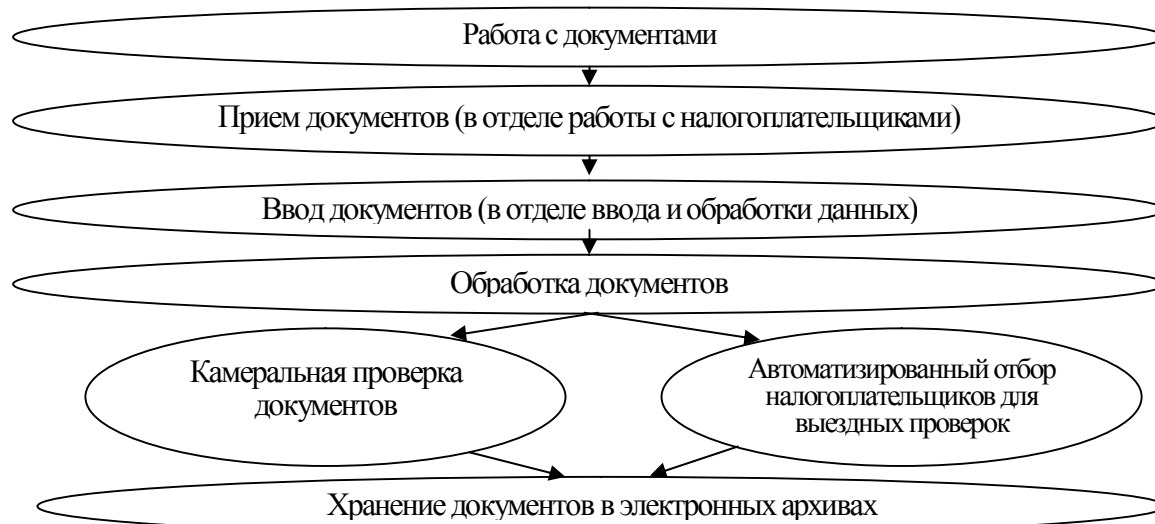 Работа с документами
Прием документов (в отделе работы с налогоплательщиками)
Ввод документов (в отделе ввода и обработки данных)
Обработка документов
Камеральная проверка
документов
Автоматизированный отбор
налогоплательщиков для
выездных проверок
Хранение документов в электронных архивах